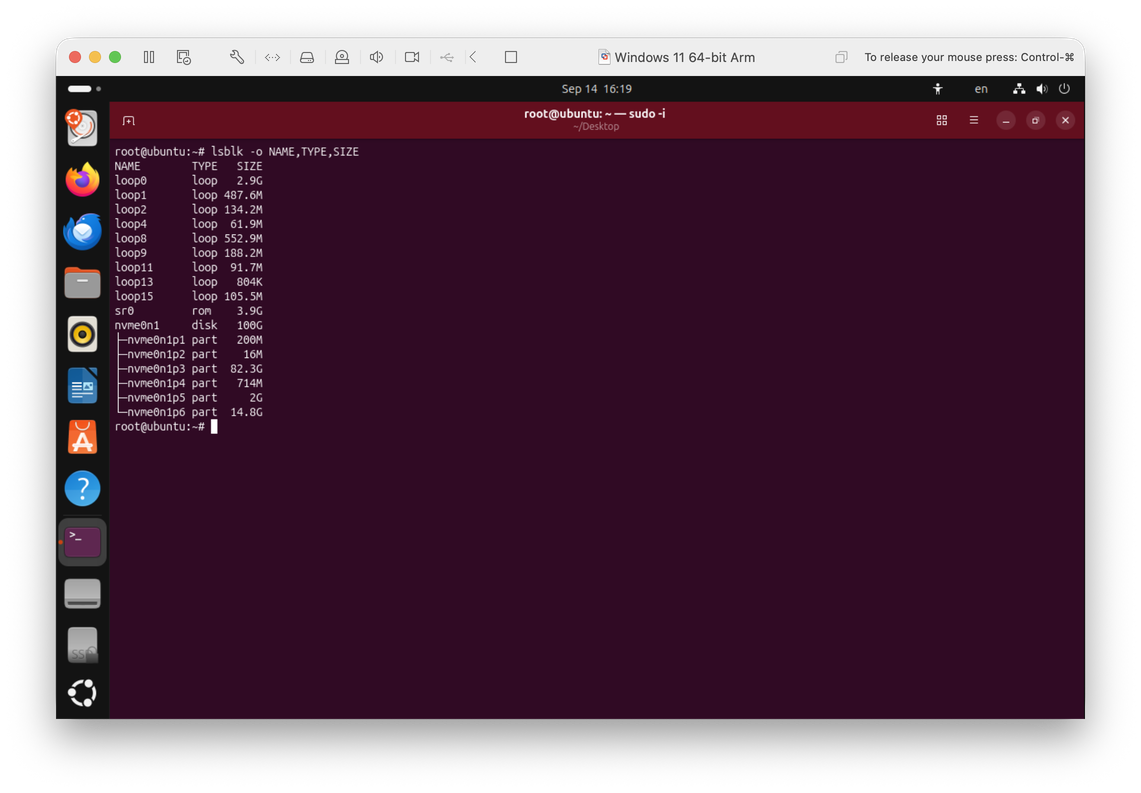 Windows 11 64-bit Arm
To release your mouse press: Control-⌘
Sep 14 16:19
en
root@ubuntu: ~ — sudo -i
~/Desktop
root@ubuntu:~# lsblk -o NAME,TYPE,SIZE
NAME        TYPE   SIZE
loop0       loop   2.9G
loop1       loop 487.6M
loop2       loop 134.2M
loop4       loop  61.9M
loop8       loop 552.9M
loop9       loop 188.2M
loop11      loop  91.7M
loop13      loop   804K
loop15      loop 105.5M
sr0         rom    3.9G
nvme0n1     disk   100G
├─nvme0n1p1 part   200M
├─nvme0n1p2 part    16M
├─nvme0n1p3 part  82.3G
├─nvme0n1p4 part   714M
├─nvme0n1p5 part     2G
└─nvme0n1p6 part  14.8G
root@ubuntu:~#
>_
SSD